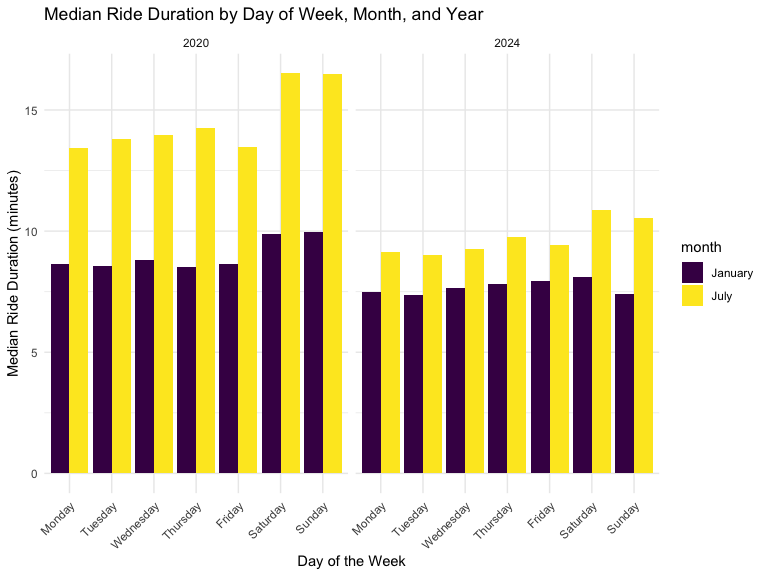 Median Ride Duration by Day of Week, Month, and Year
2020
2024
Median Ride Duration (minutes)
15
10
5
0
Monday
Tuesday
Wednesday
Thursday
Friday
Saturday
Sunday
Monday
Tuesday
Wednesday
Thursday
Friday
Saturday
Sunday
Day of the Week
month
January
July